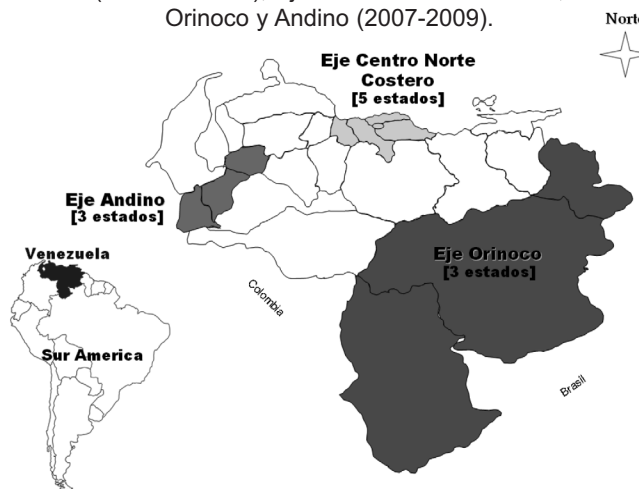 Orinoco y Andino (2007-2009).
Norte
Eje Centro Norte
Costero
[5 estados]
Eje Andino
[3 estados]
Eje Orinoco
[3 estados]
Venezuela
Colombia
Sur America
Brasil